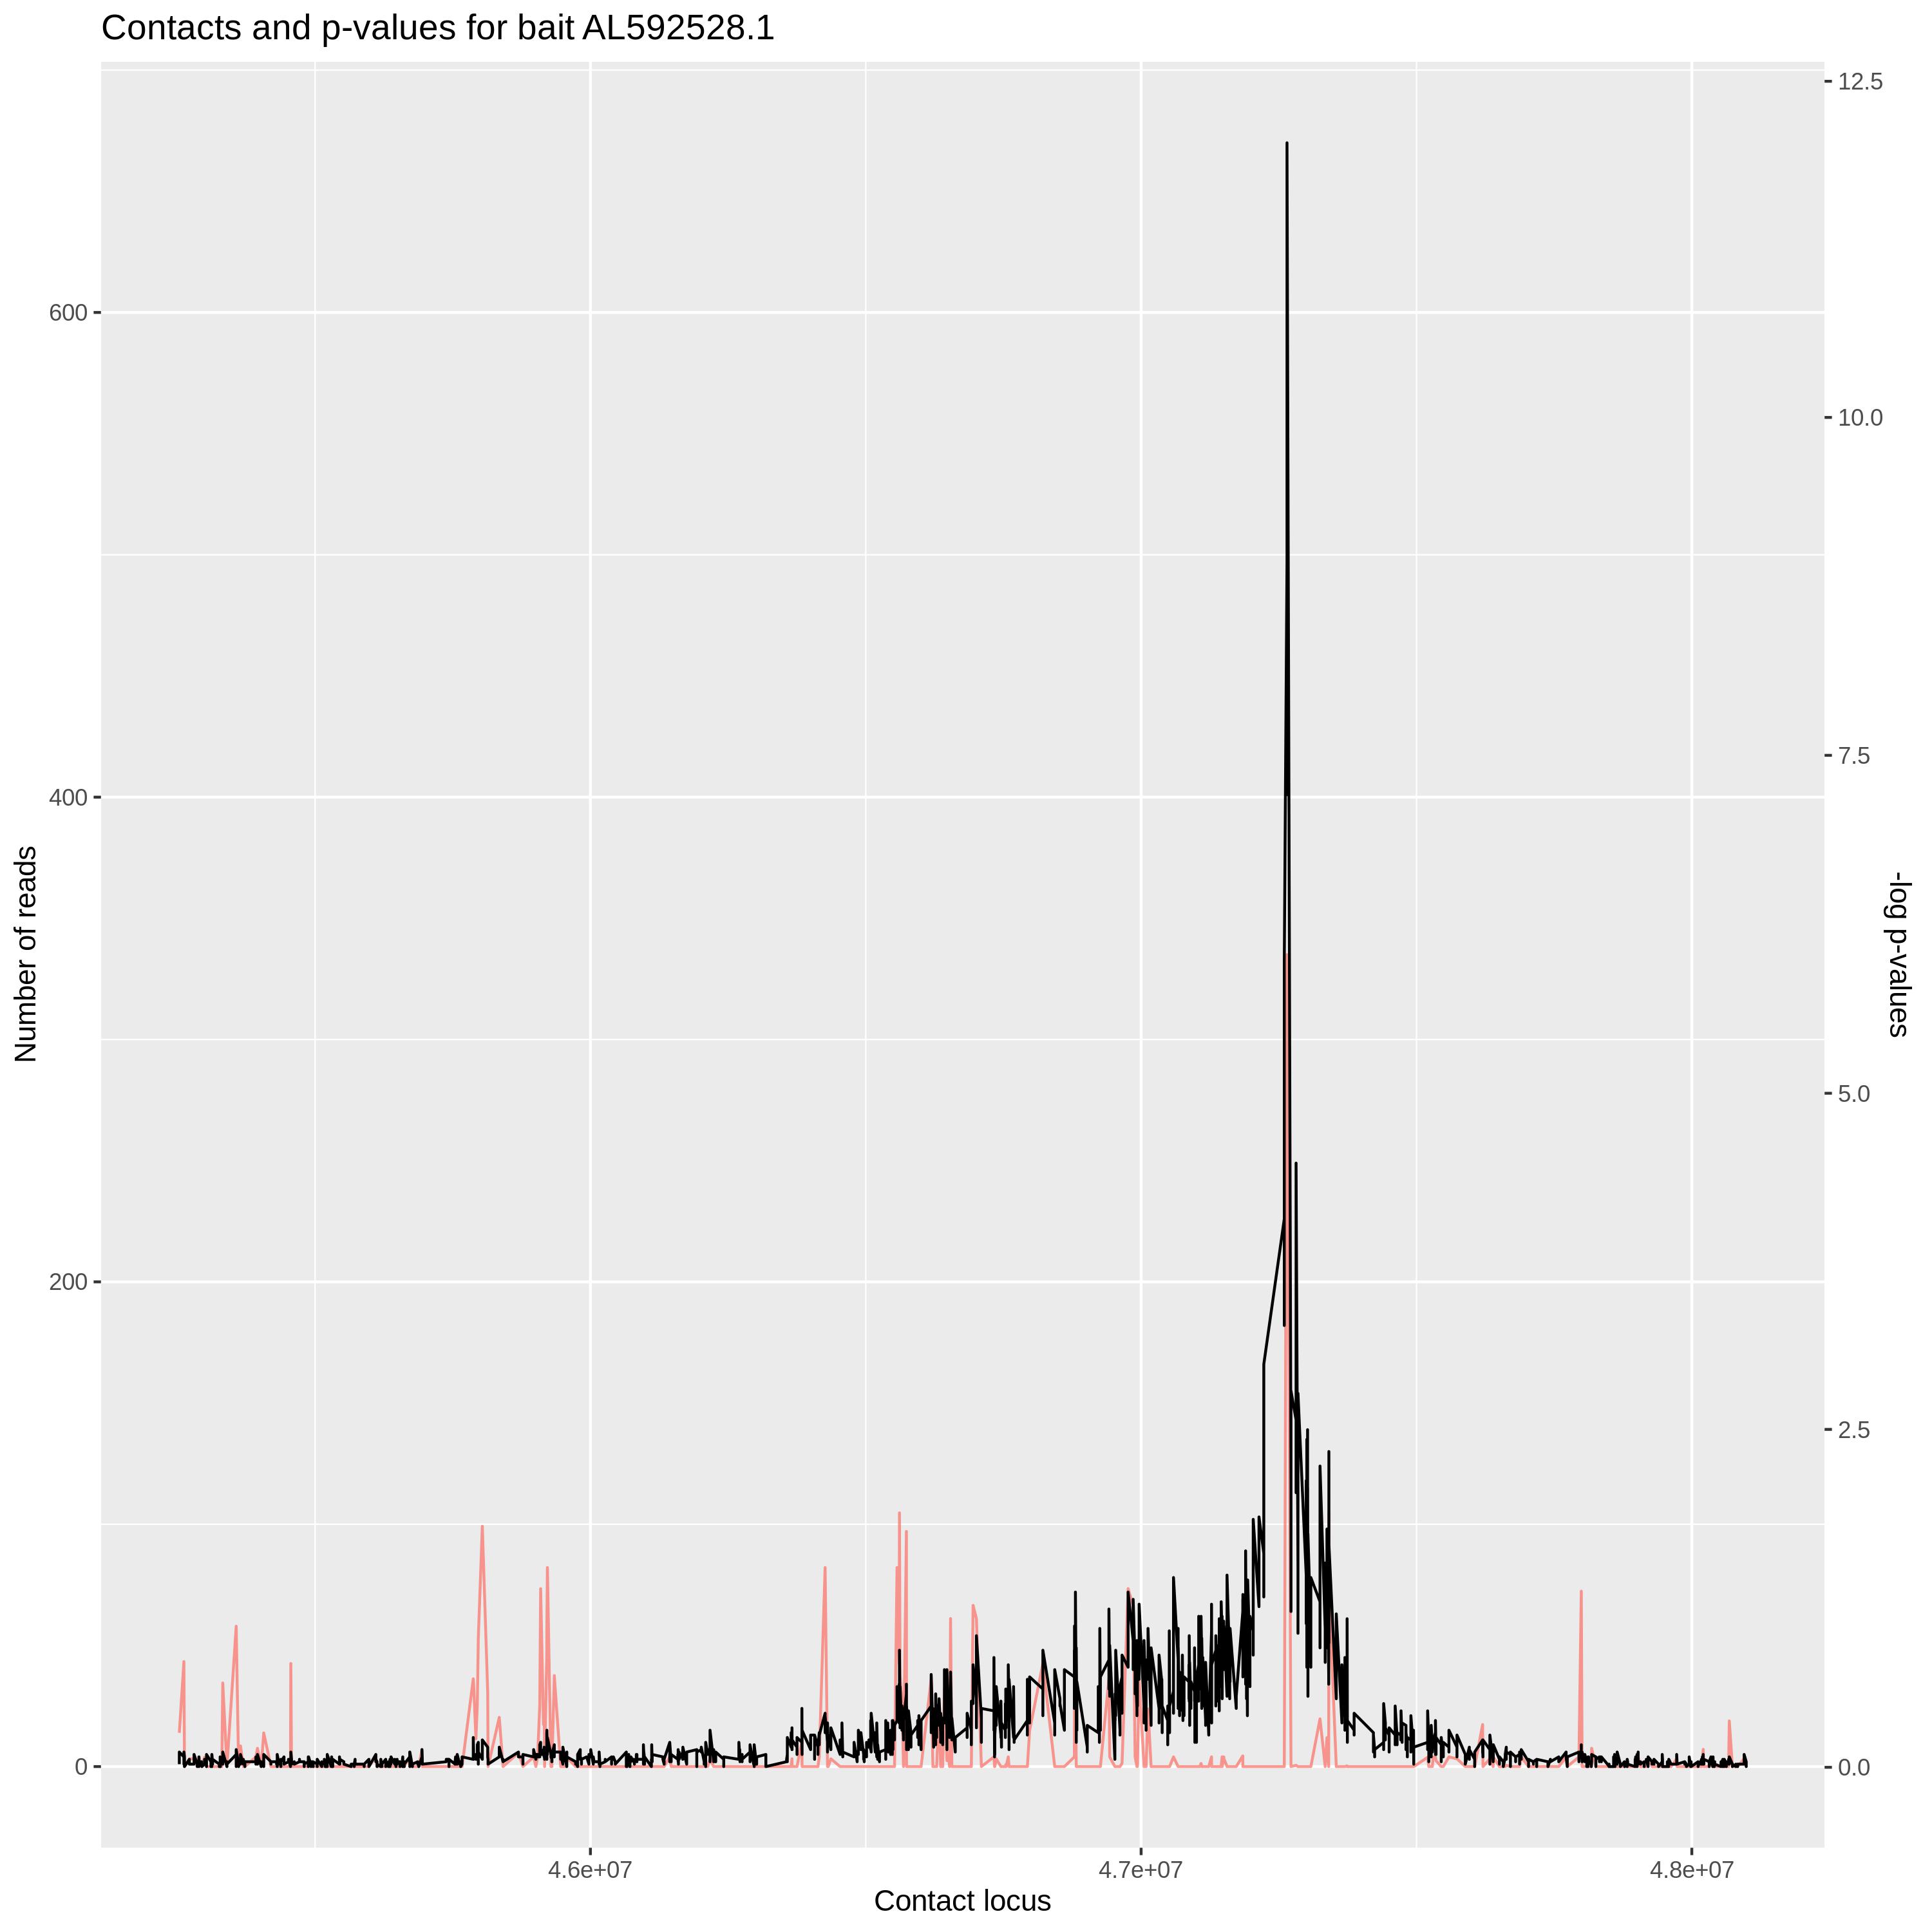 Contacts and p-values for bait AL592528.1
12.5
600
10.0
7.5
400
Number of reads
-log p-values
5.0
200
2.5
0
0.0
4.6e+07
4.7e+07
4.8e+07
Contact locus